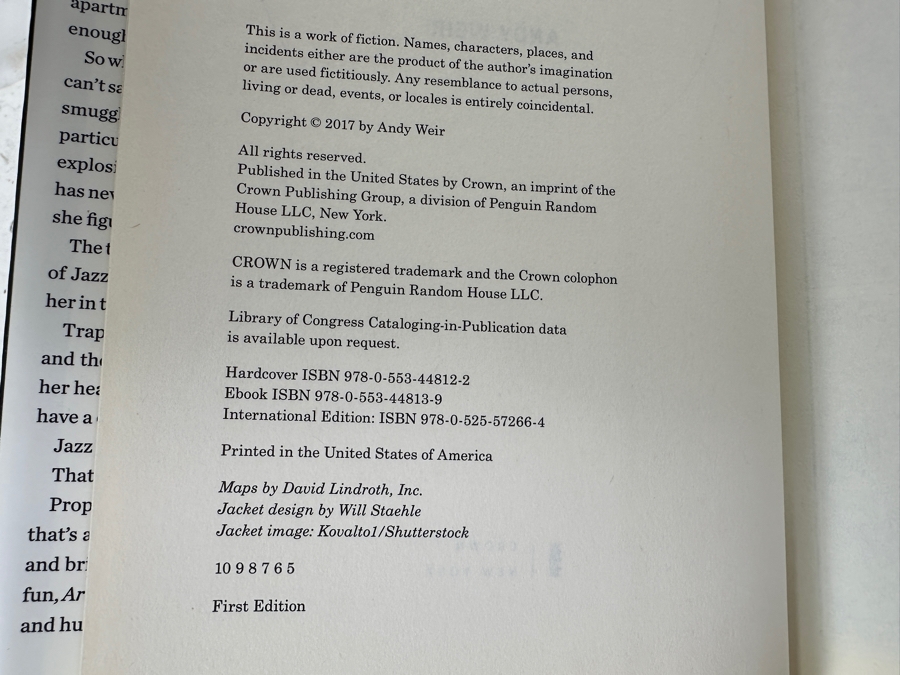 apartm
enough
So w
can't sa
smuggl
particu
explosi
has nev
she figu
The t
of Jazz
her in t
Trap
and the
her hea
have a
Jazz
That
Prop
that's a
and bri
fun, Ar
and hu
This is a work of fiction. Names, characters, places, and
incidents either are the product of the author's imagination
or are used fictitiously. Any resemblance to actual persons,
living or dead, events, or locales is entirely coincidental.
Copyright © 2017 by Andy Weir
All rights reserved.
Published in the United States by Crown, an imprint of the
Crown Publishing Group, a division of Penguin Random
House LLC, New York.
crownpublishing.com
CROWN is a registered trademark and the Crown colophon
is a trademark of Penguin Random House LLC.
Library of Congress Cataloging-in-Publication data
is available upon request.
Hardcover ISBN 978-0-553-44812-2
Ebook ISBN 978-0-553-44813-9
International Edition: ISBN 978-0-525-57266-4
Printed in the United States of America
Maps by David Lindroth, Inc.
Jacket design by Will Staehle
Jacket image: Kovalto1/Shutterstock
10 9 8 7 6 5
First Edition